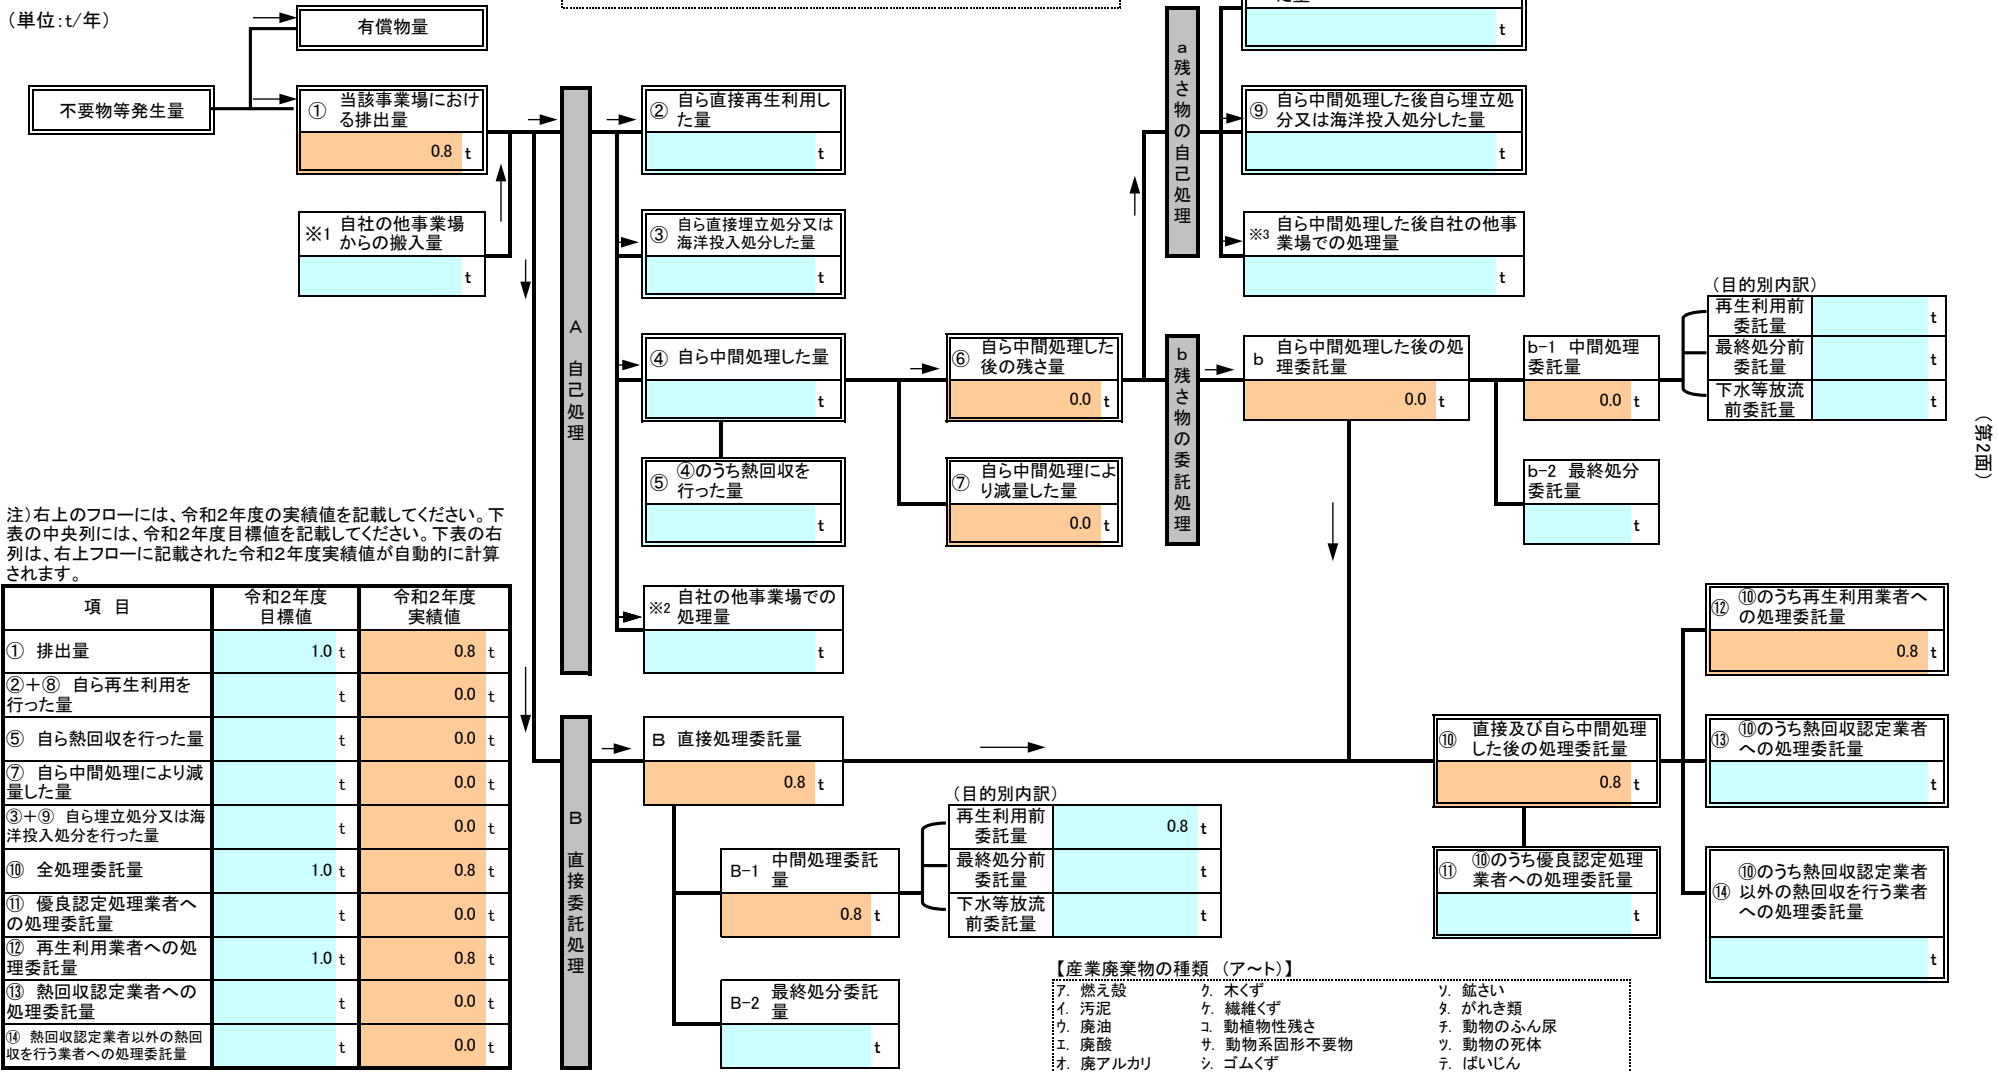 （単位：t/年）
有償物量
不要物等発生量
① 当該事業場におけ
る排出量
0.8 t
※1 自社の他事業場
からの搬入量
t
A 自己処理
② 自ら直接再生利用し
た量
t
③ 自ら直接埋立処分又は
海洋投入処分した量
t
④ 自ら中間処理した量
t
⑤ ④のうち熱回収を
行った量
t
※2 自社の他事業場での
処理量
t
⑥ 自ら中間処理した
後の残さ量
0.0 t
⑦ 自ら中間処理によ
り減量した量
0.0 t
a 残さ物の自己処理
t
⑨ 自ら中間処理した後自ら埋立処
分又は海洋投入処分した量
t
※3 自ら中間処理した後自社の他事
業場での処理量
t
b 残さ物の委託処理
b 自ら中間処理した後の処
理委託量
0.0 t
b-1 中間処理
委託量
0.0 t
b-2 最終処分
委託量
t
（目的別内訳）
再生利用前
委託量
t
最終処分前
委託量
t
下水等放流
前委託量
t
（第2面）
注）右上のフローには、令和2年度の実績値を記載してください。下
表の中央列には、令和2年度目標値を記載してください。下表の右
列は、右上フローに記載された令和2年度実績値が自動的に計算
されます。
項 目 令和2年度 目標値 令和2年度 実績値
① 排出量 1.0 t 0.8 t
②＋⑧ 自ら再生利用を
行った量 t 0.0 t
⑤ 自ら熱回収を行った量 t 0.0 t
⑦ 自ら中間処理により減
量した量 t 0.0 t
③＋⑨ 自ら埋立処分又は海
洋投入処分を行った量 t 0.0 t
⑩ 全処理委託量 1.0 t 0.8 t
⑪ 優良認定処理業者へ
の処理委託量 t 0.0 t
⑫ 再生利用業者への処
理委託量 1.0 t 0.8 t
⑬ 熱回収認定業者への
処理委託量 t 0.0 t
⑭ 熱回収認定業者以外の熱回
収を行う業者への処理委託量 t 0.0 t
B 直接委託処理
B 直接処理委託量
0.8 t
B-1 中間処理委託
量
0.8 t
B-2 最終処分委託
量
t
（目的別内訳）
再生利用前
委託量
0.8 t
最終処分前
委託量
t
下水等放流
前委託量
t
⑩ 直接及び自ら中間処理
した後の処理委託量
0.8 t
⑪ ⑩のうち優良認定処理
業者への処理委託量
t
⑫ ⑩のうち再生利用業者へ
の処理委託量
0.8 t
⑬ ⑩のうち熱回収認定業者
への処理委託量
t
⑭ ⑩のうち熱回収認定業者
以外の熱回収を行う業者
への処理委託量
t
【産業廃棄物の種類 （ア～ト）】
ア. 燃え殻 ク. 木くず ソ. 鉱さい
イ. 汚泥 ケ. 繊維くず タ. がれき類
ウ. 廃油 コ. 動植物性残さ チ. 動物のふん尿
エ. 廃酸 サ. 動物系固形不要物 ツ. 動物の死体
オ. 廃アルカリ シ. ゴムくず テ. ばいじん